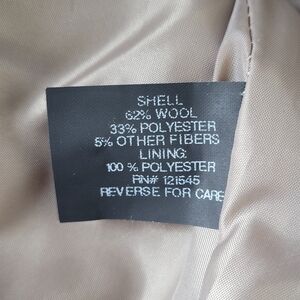 SHELL
62% WOOL
33% POLYESTER
5% OTHER FIBERS
LINING:
100 % POLYESTER
RN# 121545
REVERSE FOR CARE